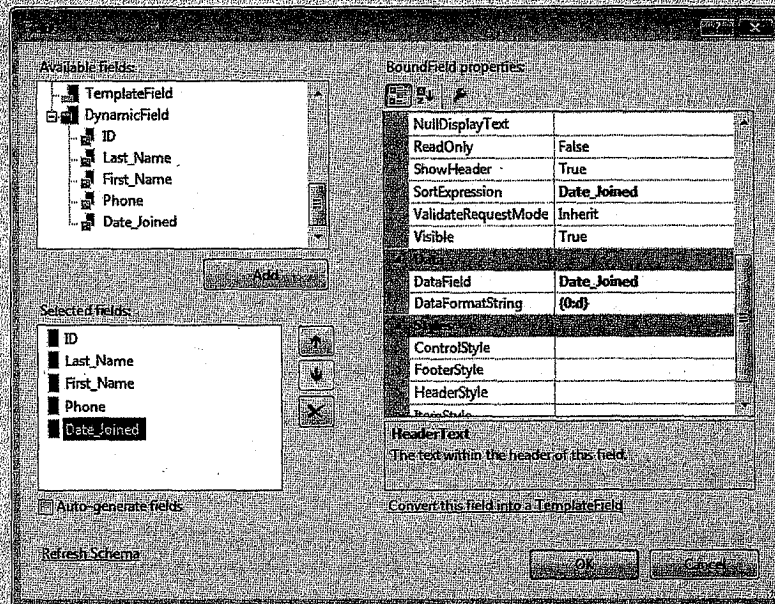 Available fields:
TemplateField
DynamicField
ID
Last_Name
First_Name
Phone
Date_Joined
Add
Selected fields:
ID
Last_Name
First_Name
Phone
Date_Joined
Auto-generate fields
Refresh Schema
BoundField properties:
NullDisplayText
ReadOnly False
ShowHeader True
SortExpression Date_Joined
ValidateRequestMode Inherit
Visible True
DataField Date_Joined
DataFormatString {0:d}
ControlStyle
FooterStyle
HeaderStyle
ItemStyle
HeaderText
The text within the header of this field.
Convert this field into a TemplateField
OK
Cancel